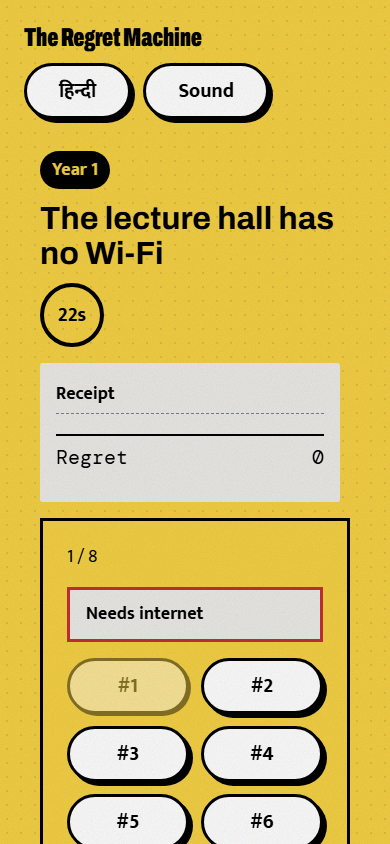 The Regret Machine
हिन्दी
Sound
Year 1
The lecture hall has
no Wi-Fi
22s
Receipt
Regret 0
1 / 8
Needs internet
#1 #2
#3 #4
#5 #6